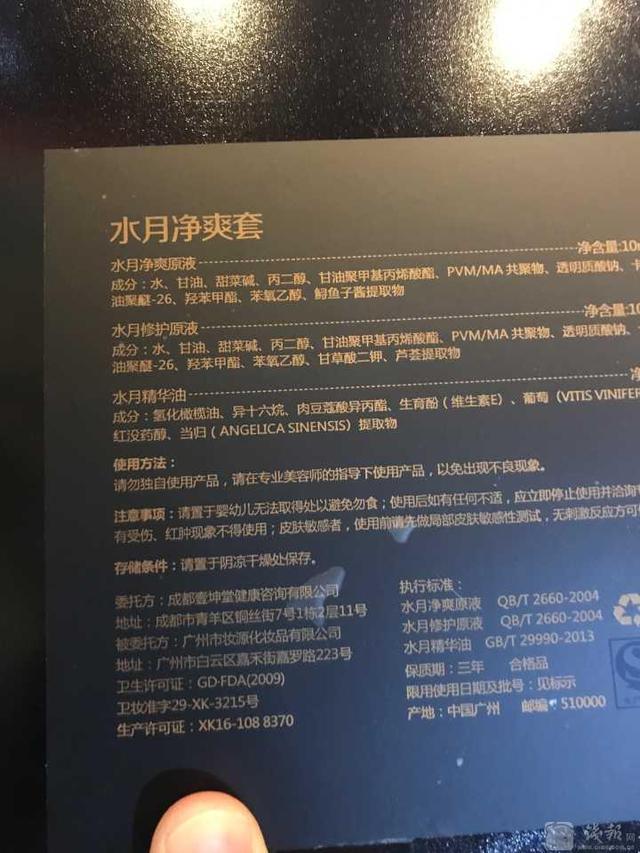 水月净爽套
水月净爽原液 净含量:10m
成分：水、甘油、甜菜碱、丙二醇、甘油聚甲基丙烯酸酯、PVM/MA 共聚物、透明质酸钠、卡
油聚醚-26、羟苯甲酯、苯氧乙醇、鲟鱼子酱提取物
水月修护原液 净含量:10
成分：水、甘油、甜菜碱、丙二醇、甘油聚甲基丙烯酸酯、PVM/MA 共聚物、透明质酸钠、
油聚醚-26、羟苯甲酯、苯氧乙醇、甘草酸二钾、芦荟提取物
水月精华油 净
成分：氢化橄榄油、异十六烷、肉豆蔻酸异丙酯、生育酚（维生素E）、葡萄（VITIS VINIFER
红没药醇、当归（ANGELICA SINENSIS）提取物
使用方法：
请勿独自使用产品，请在专业美容师的指导下使用产品，以免出现不良现象。
注意事项：请置于婴幼儿无法取得处以避免勿食；使用后如有任何不适，应立即停止使用并洽询
有受伤、红肿现象不得使用；皮肤敏感者，使用前请先做局部皮肤敏感性测试，无刺激反应方可
存储条件：请置于阴凉干燥处保存。
委托方：成都壹坤堂健康咨询有限公司
地址：成都市青羊区铜丝街7号1栋2层11号
被委托方：广州市妆源化妆品有限公司
地址：广州市白云区嘉禾街嘉罗路223号
卫生许可证：GD·FDA(2009)
卫妆准字29-XK-3215号
生产许可证：XK16-108 8370
执行标准：
水月净爽原液 QB/T 2660-2004
水月修护原液 QB/T 2660-2004
水月精华油 GB/T 29990-2013
保质期：三年 合格品
限用使用日期及批号：见标示
产地：中国广州 邮编：510000